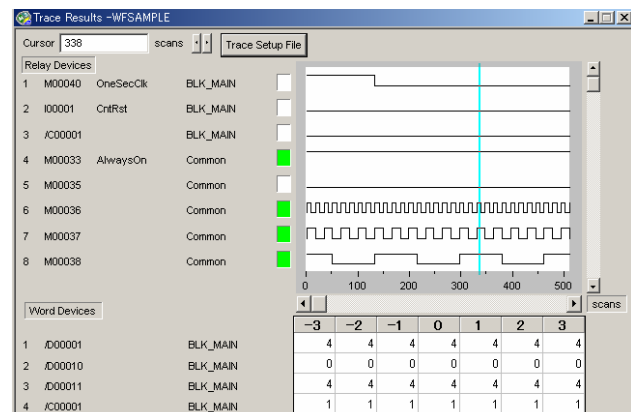 Trace Results -WFSAMPLE
Cursor 338 scans Trace Setup File
Relay Devices
1 M00040 OneSecClk BLK_MAIN
2 I00001 CntRst BLK_MAIN
3 /C00001 BLK_MAIN
4 M00033 AlwaysOn Common
5 M00035 Common
6 M00036 Common
7 M00037 Common
8 M00038 Common
0 100 200 300 400 500
scans
Word Devices
-3 -2 -1 0 1 2 3
1 /D00001 BLK_MAIN 4 4 4 4 4 4 4
2 /D00010 BLK_MAIN 0 0 0 0 0 0 0
3 /D00011 BLK_MAIN 4 4 4 4 4 4 4
4 /C00001 BLK_MAIN 1 1 1 1 1 1 1